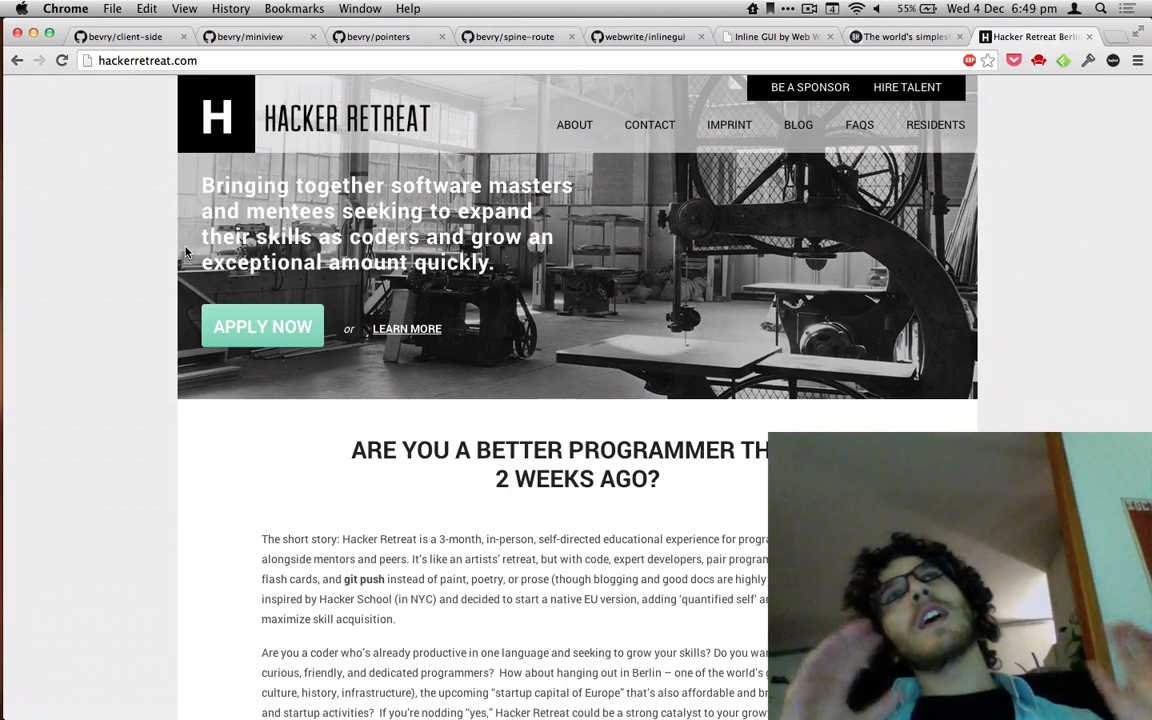 Chrome File Edit View History Bookmarks Window Help 4 55% Wed 4 Dec 6:49 pm
bevry/client-side bevry/miniview bevry/pointers bevry/spine-route webwrite/inlinegui Inline GUI by Web W BH The world's simplest H Hacker Retreat Berlin
hackerretreat.com ABP
BE A SPONSOR HIRE TALENT
H HACKER RETREAT
ABOUT CONTACT IMPRINT BLOG FAQS RESIDENTS
Bringing together software masters
and mentees seeking to expand
their skills as coders and grow an
exceptional amount quickly.
APPLY NOW or LEARN MORE
ARE YOU A BETTER PROGRAMMER TH
2 WEEKS AGO?
The short story: Hacker Retreat is a 3-month, in-person, self-directed educational experience for progra
alongside mentors and peers. It's like an artists' retreat, but with code, expert developers, pair program
flash cards, and git push instead of paint, poetry, or prose (though blogging and good docs are highly
inspired by Hacker School (in NYC) and decided to start a native EU version, adding 'quantified self' a
maximize skill acquisition.
Are you a coder who's already productive in one language and seeking to grow your skills? Do you wan
curious, friendly, and dedicated programmers? How about hanging out in Berlin – one of the world's g
culture, history, infrastructure), the upcoming "startup capital of Europe" that's also affordable and br
and startup activities? If you're nodding "yes," Hacker Retreat could be a strong catalyst to your grow